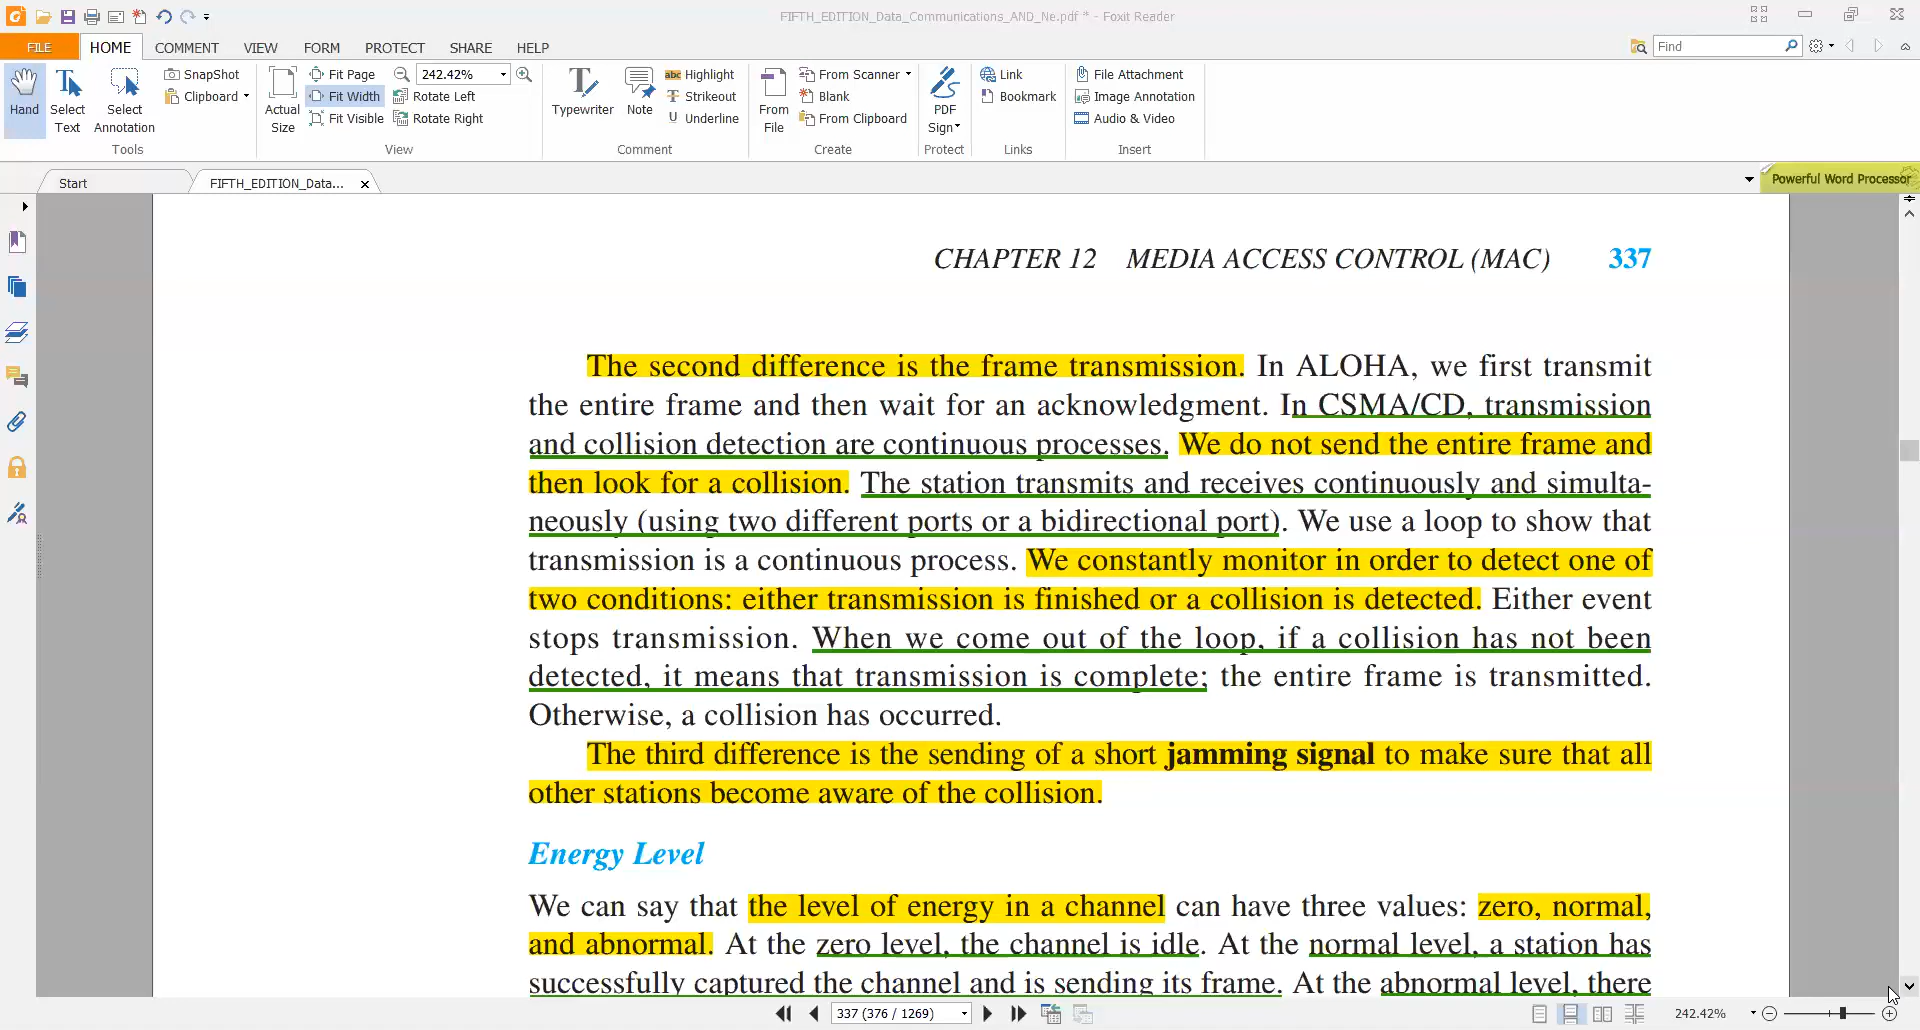 FIFTH_EDITION_Data_Communications_AND_Ne.pdf * - Foxit Reader
FILE HOME COMMENT VIEW FORM PROTECT SHARE HELP
Find
Hand
Select Text
Select Annotation
SnapShot
Clipboard
Tools
Actual Size
Fit Page
Fit Width
Fit Visible
242.42%
Rotate Left
Rotate Right
View
Typewriter
Note
Highlight
Strikeout
Underline
Comment
From File
From Scanner
Blank
From Clipboard
Create
PDF Sign
Protect
Link
Bookmark
Links
File Attachment
Image Annotation
Audio & Video
Insert
Start
FIFTH_EDITION_Data...
Powerful Word Processor
CHAPTER 12 MEDIA ACCESS CONTROL (MAC) 337
The second difference is the frame transmission. In ALOHA, we first transmit
the entire frame and then wait for an acknowledgment. In CSMA/CD, transmission
and collision detection are continuous processes. We do not send the entire frame and
then look for a collision. The station transmits and receives continuously and simulta-
neously (using two different ports or a bidirectional port). We use a loop to show that
transmission is a continuous process. We constantly monitor in order to detect one of
two conditions: either transmission is finished or a collision is detected. Either event
stops transmission. When we come out of the loop, if a collision has not been
detected, it means that transmission is complete; the entire frame is transmitted.
Otherwise, a collision has occurred.
The third difference is the sending of a short jamming signal to make sure that all
other stations become aware of the collision.
Energy Level
We can say that the level of energy in a channel can have three values: zero, normal,
and abnormal. At the zero level, the channel is idle. At the normal level, a station has
successfully captured the channel and is sending its frame. At the abnormal level, there
337 (376 / 1269)
242.42%